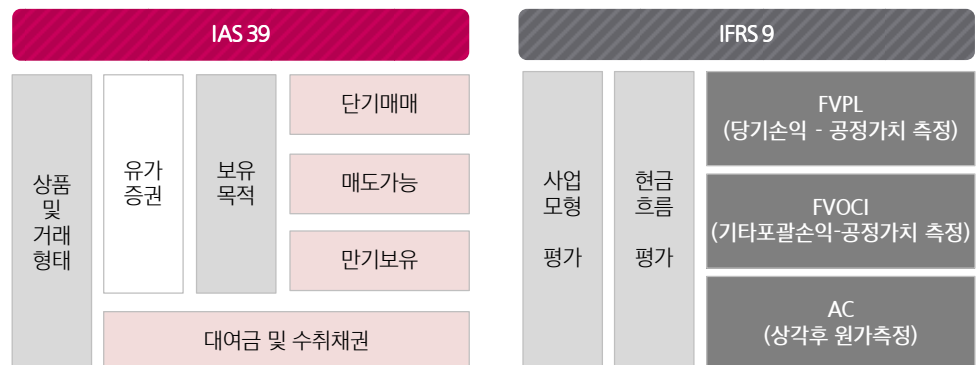 IAS 39
상품
및
거래
형태
유가
증권
보유
목적
단기매매
매도가능
만기보유
대여금 및 수취채권
IFRS 9
사업
모형
평가
현금
흐름
평가
FVPL
(당기손익 - 공정가치 측정)
FVOCI
(기타포괄손익-공정가치 측정)
AC
(상각후 원가측정)